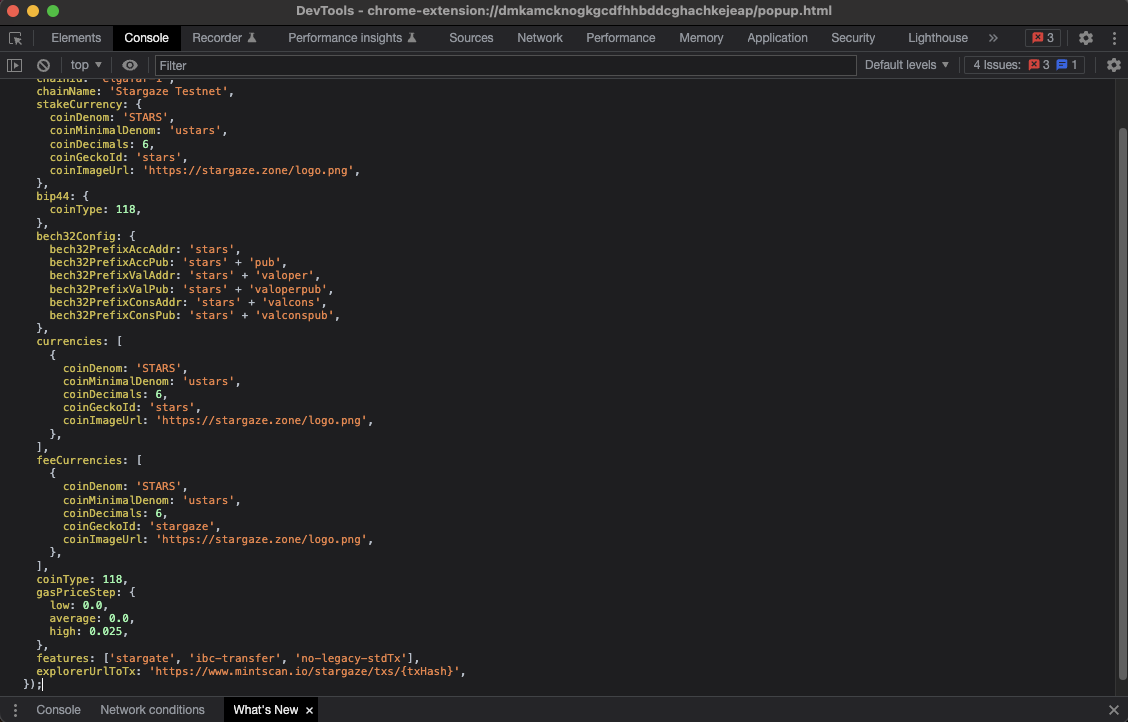 DevTools - chrome-extension://dmkamcknogkgcdfhhbddcghachkejeap/popup.html
Elements Console Recorder Performance insights Sources Network Performance Memory Application Security Lighthouse » 3
top Filter Default levels 4 Issues: 3 1
chainId: 'elgafar-1',
chainName: 'Stargaze Testnet',
stakeCurrency: {
coinDenom: 'STARS',
coinMinimalDenom: 'ustars',
coinDecimals: 6,
coinGeckoId: 'stars',
coinImageUrl: 'https://stargaze.zone/logo.png',
},
bip44: {
coinType: 118,
},
bech32Config: {
bech32PrefixAccAddr: 'stars',
bech32PrefixAccPub: 'stars' + 'pub',
bech32PrefixValAddr: 'stars' + 'valoper',
bech32PrefixValPub: 'stars' + 'valoperpub',
bech32PrefixConsAddr: 'stars' + 'valcons',
bech32PrefixConsPub: 'stars' + 'valconspub',
},
currencies: [
{
coinDenom: 'STARS',
coinMinimalDenom: 'ustars',
coinDecimals: 6,
coinGeckoId: 'stars',
coinImageUrl: 'https://stargaze.zone/logo.png',
},
],
feeCurrencies: [
{
coinDenom: 'STARS',
coinMinimalDenom: 'ustars',
coinDecimals: 6,
coinGeckoId: 'stargaze',
coinImageUrl: 'https://stargaze.zone/logo.png',
},
],
coinType: 118,
gasPriceStep: {
low: 0.0,
average: 0.0,
high: 0.025,
},
features: ['stargate', 'ibc-transfer', 'no-legacy-stdTx'],
explorerUrlToTx: 'https://www.mintscan.io/stargaze/txs/{txHash}',
});
Console Network conditions What's New ×